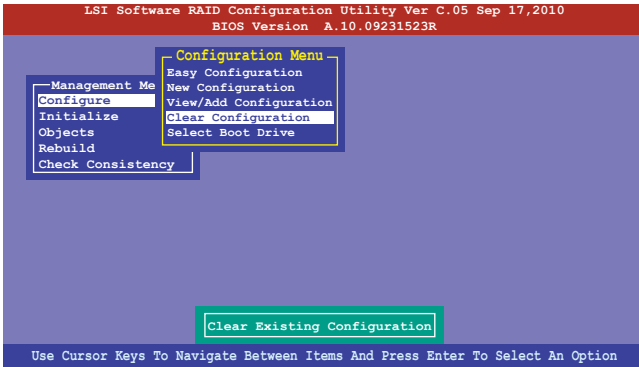 LSI Software RAID Configuration Utility Ver C.05 Sep 17,2010
BIOS Version A.10.09231523R
Configuration Menu
Easy Configuration
New Configuration
View/Add Configuration
Clear Configuration
Select Boot Drive
Management Me
Configure
Initialize
Objects
Rebuild
Check Consistency
Clear Existing Configuration
Use Cursor Keys To Navigate Between Items And Press Enter To Select An Option